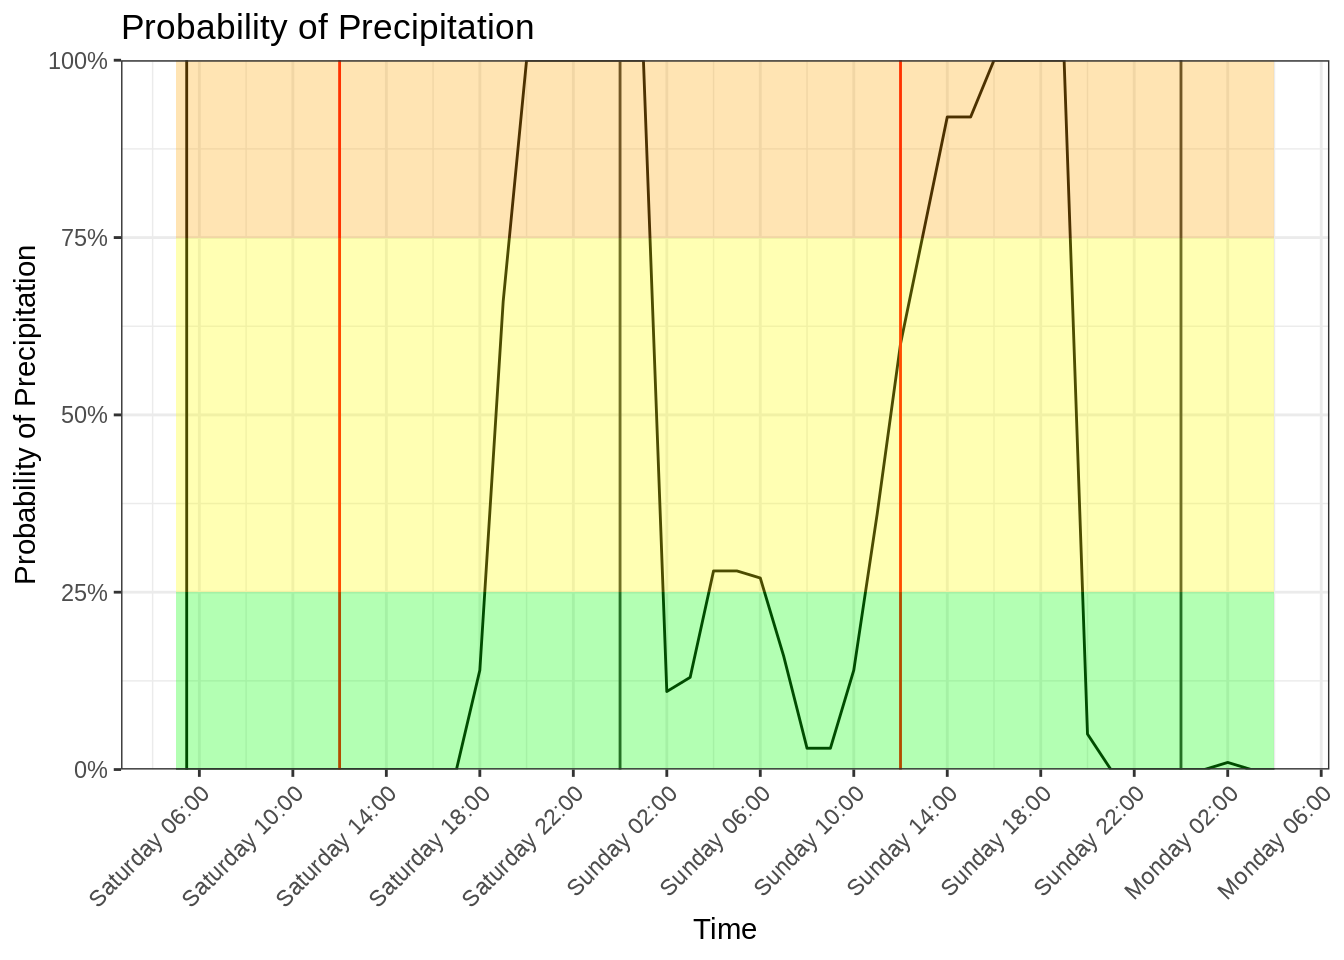 Probability of Precipitation
Probability of Precipitation
100%
75%
50%
25%
0%
Saturday 06:00
Saturday 10:00
Saturday 14:00
Saturday 18:00
Saturday 22:00
Sunday 02:00
Sunday 06:00
Sunday 10:00
Sunday 14:00
Sunday 18:00
Sunday 22:00
Monday 02:00
Monday 06:00
Time